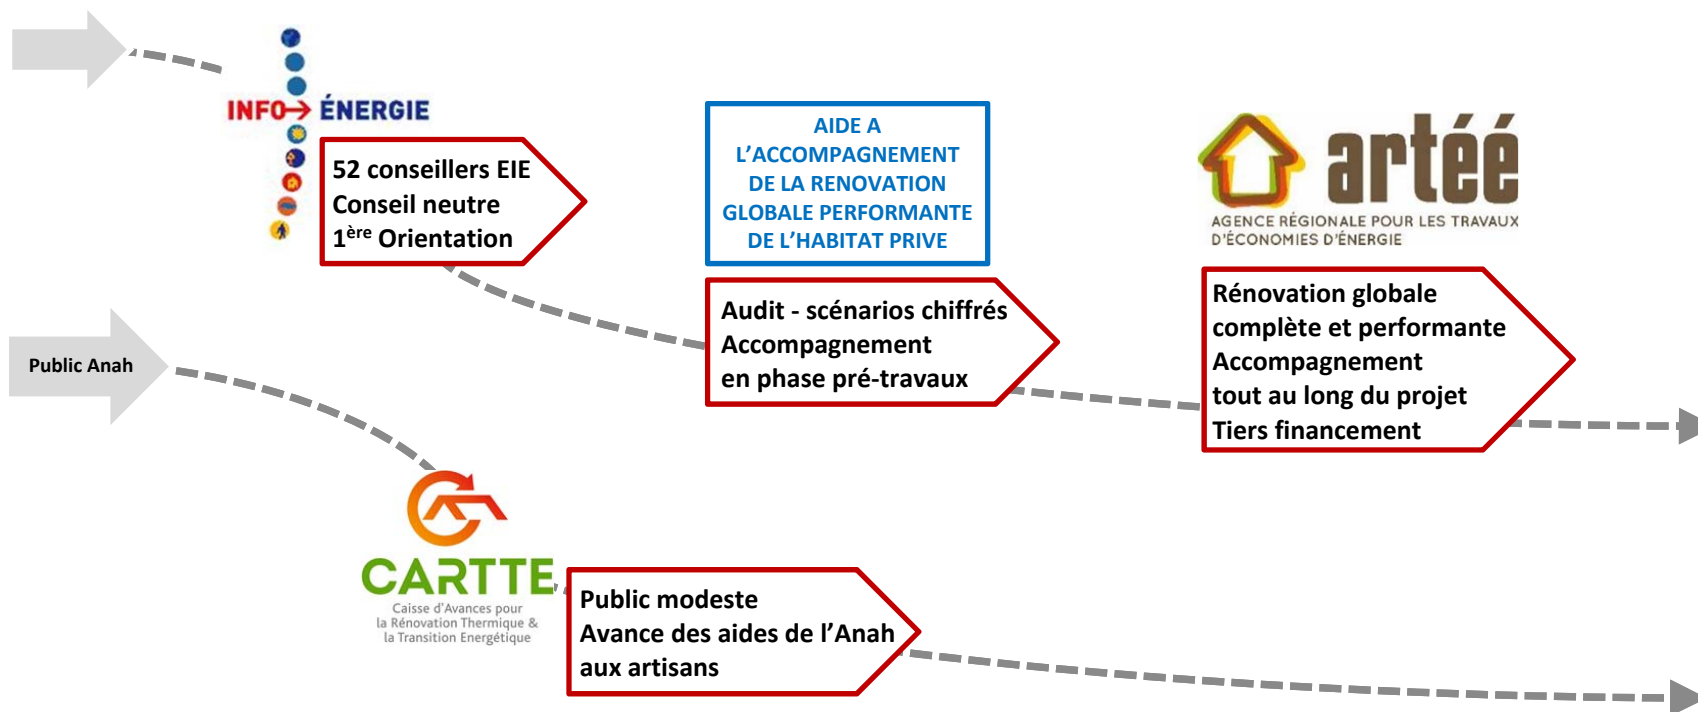 INFO→ ÉNERGIE
52 conseillers EIE
Conseil neutre
1ère Orientation
AIDE A
L’ACCOMPAGNEMENT
DE LA RENOVATION
GLOBALE PERFORMANTE
DE L’HABITAT PRIVE
Audit - scénarios chiffrés
Accompagnement
en phase pré-travaux
artéé
AGENCE RÉGIONALE POUR LES TRAVAUX
D'ÉCONOMIES D'ÉNERGIE
Rénovation globale
complète et performante
Accompagnement
tout au long du projet
Tiers financement
Public Anah
CARTTE
Caisse d'Avances pour
la Rénovation Thermique &
la Transition Energétique
Public modeste
Avance des aides de l’Anah
aux artisans